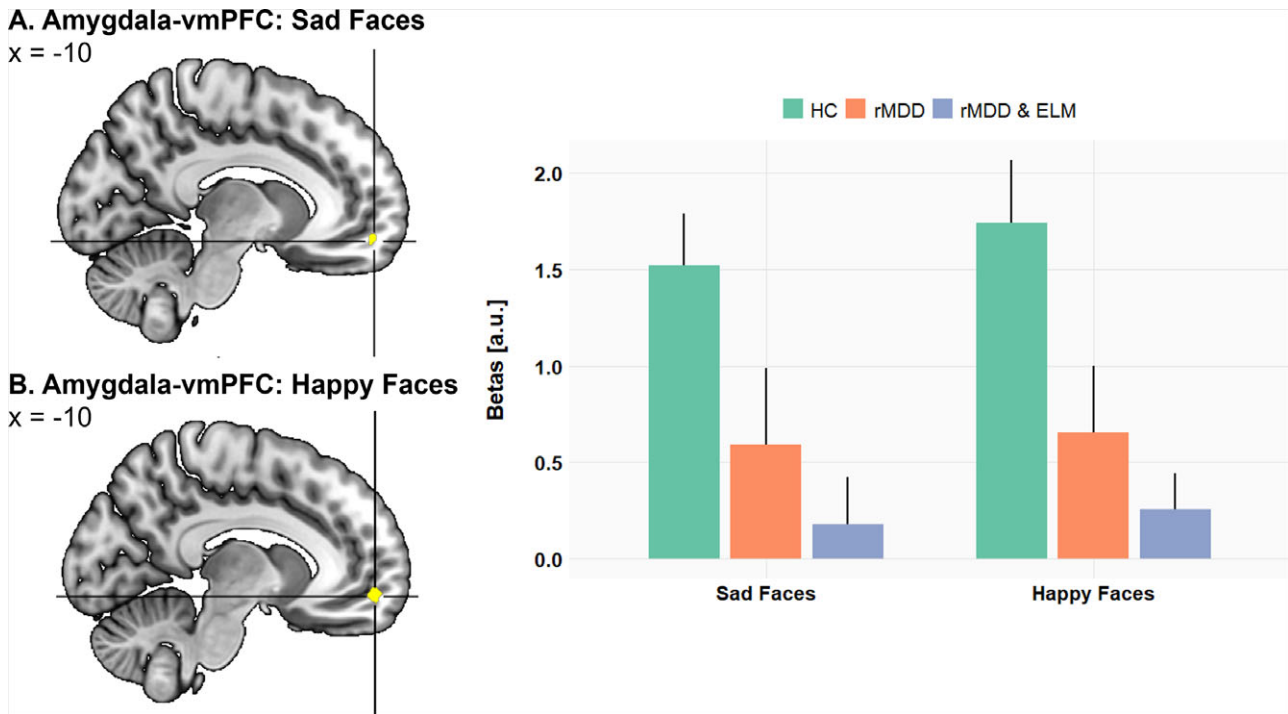 A. Amygdala-vmPFC: Sad Faces
x = -10
B. Amygdala-vmPFC: Happy Faces
x = -10
HC rMDD rMDD & ELM
Betas [a.u.]
2.0
1.5
1.0
0.5
0.0
Sad Faces Happy Faces